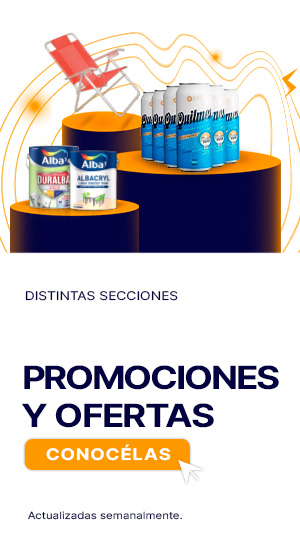 Quilmes
Alba
DURALBA
Alba
ALBACRYL
DISTINTAS SECCIONES
PROMOCIONES
Y OFERTAS
CONOCÉLAS
Actualizadas semanalmente.